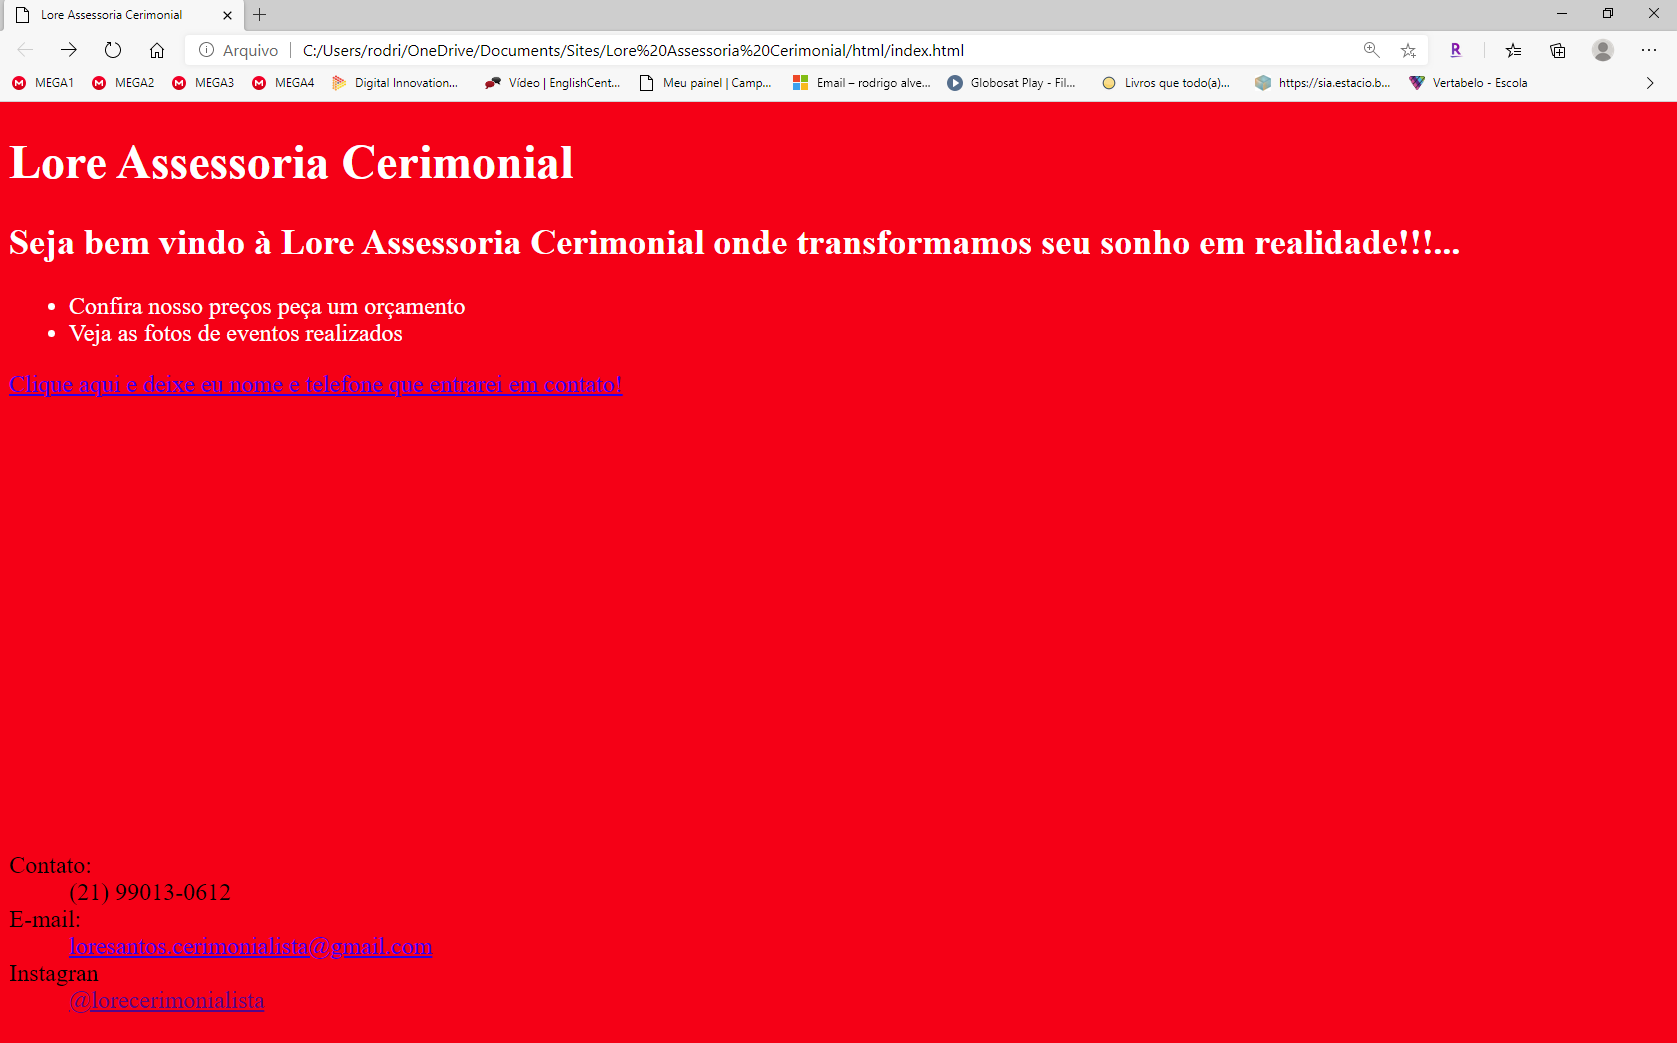 Lore Assessoria Cerimonial
Arquivo | C:/Users/rodri/OneDrive/Documents/Sites/Lore%20Assessoria%20Cerimonial/html/index.html
MEGA1 MEGA2 MEGA3 MEGA4 Digital Innovation... Vídeo | EnglishCent... Meu painel | Camp... Email – rodrigo alve... Globosat Play - Fil... Livros que todo(a)... https://sia.estacio.b... Vertabelo - Escola
Lore Assessoria Cerimonial
Seja bem vindo à Lore Assessoria Cerimonial onde transformamos seu sonho em realidade!!!...
• Confira nosso preços peça um orçamento
• Veja as fotos de eventos realizados
Clique aqui e deixe eu nome e telefone que entrarei em contato!
Contato:
(21) 99013-0612
E-mail:
loresantos.cerimonialista@gmail.com
Instagran
@lorecerimonialista